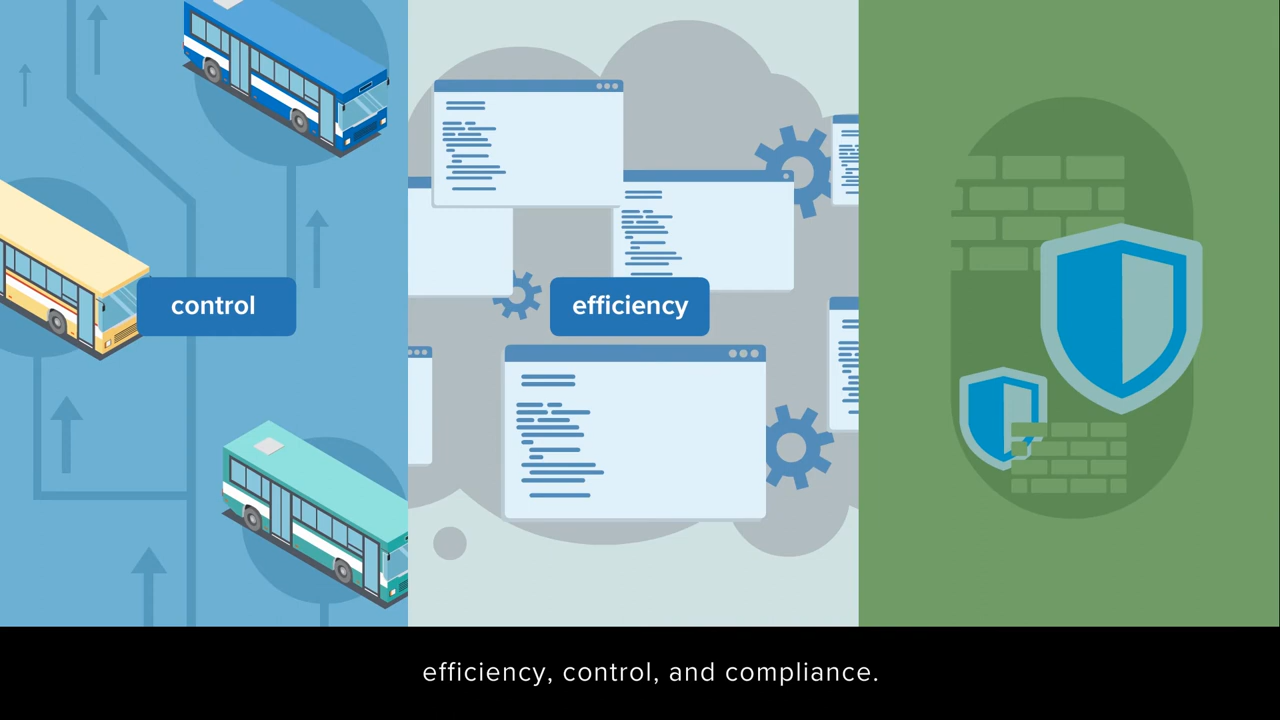 control
efficiency
efficiency, control, and compliance.